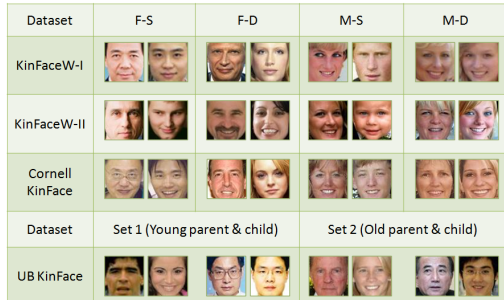 Dataset F-S F-D M-S M-D
KinFaceW-I
KinFaceW-II
Cornell
KinFace
Dataset Set 1 (Young parent & child) Set 2 (Old parent & child)
UB KinFace